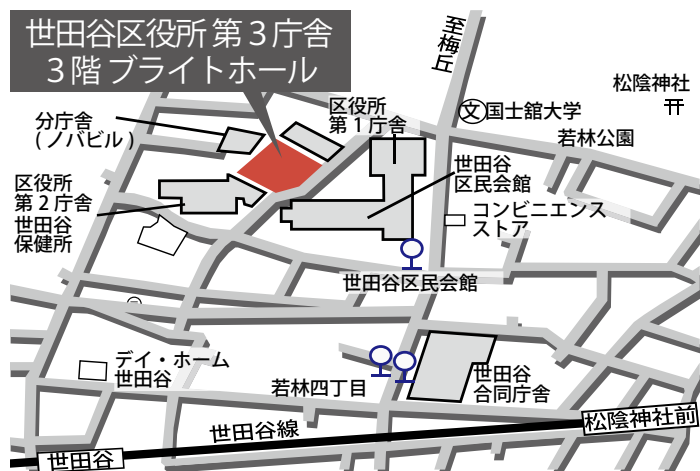 世田谷区役所 第３庁舎
３階 ブライトホール
至梅丘
松陰神社
文国士舘大学
若林公園
区役所
第１庁舎
分庁舎
(ノバビル)
世田谷
区民会館
区役所
第２庁舎
世田谷
保健所
コンビニエンス
ストア
世田谷区民会館
デイ・ホーム
世田谷
若林四丁目
世田谷
合同庁舎
世田谷線
松陰神社前
世田谷